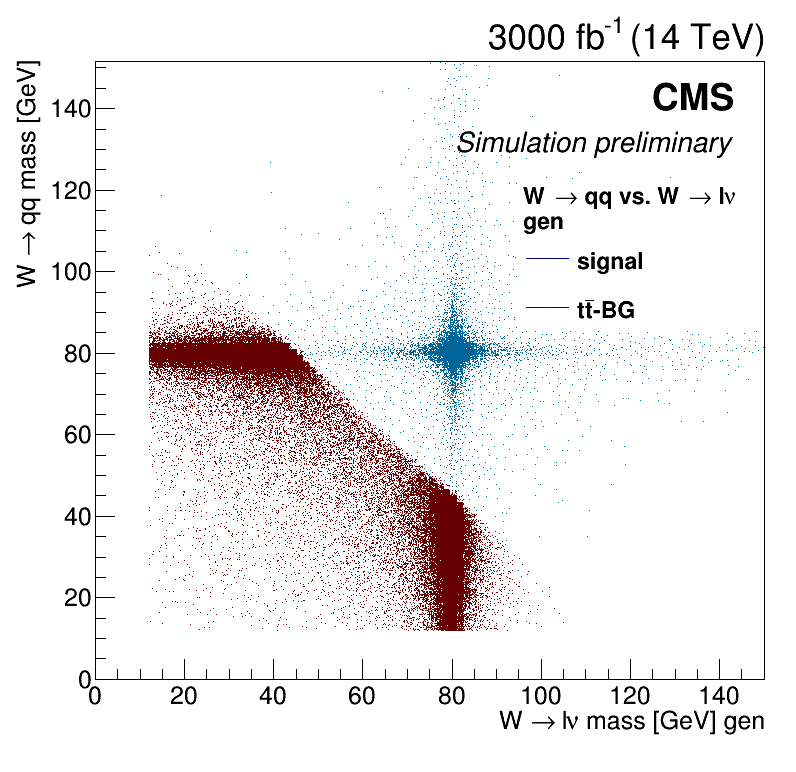 3000 fb⁻¹ (14 TeV)
W → qq mass [GeV]
CMS
Simulation preliminary
W → qq vs. W → lν
gen
signal
tt̄-BG
140
120
100
80
60
40
20
0
0 20 40 60 80 100 120 140
W → lν mass [GeV] gen